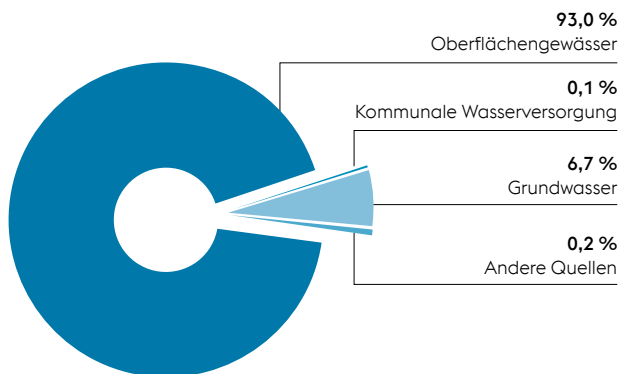 93,0 %
Oberflächengewässer
0,1 %
Kommunale Wasserversorgung
6,7 %
Grundwasser
0,2 %
Andere Quellen